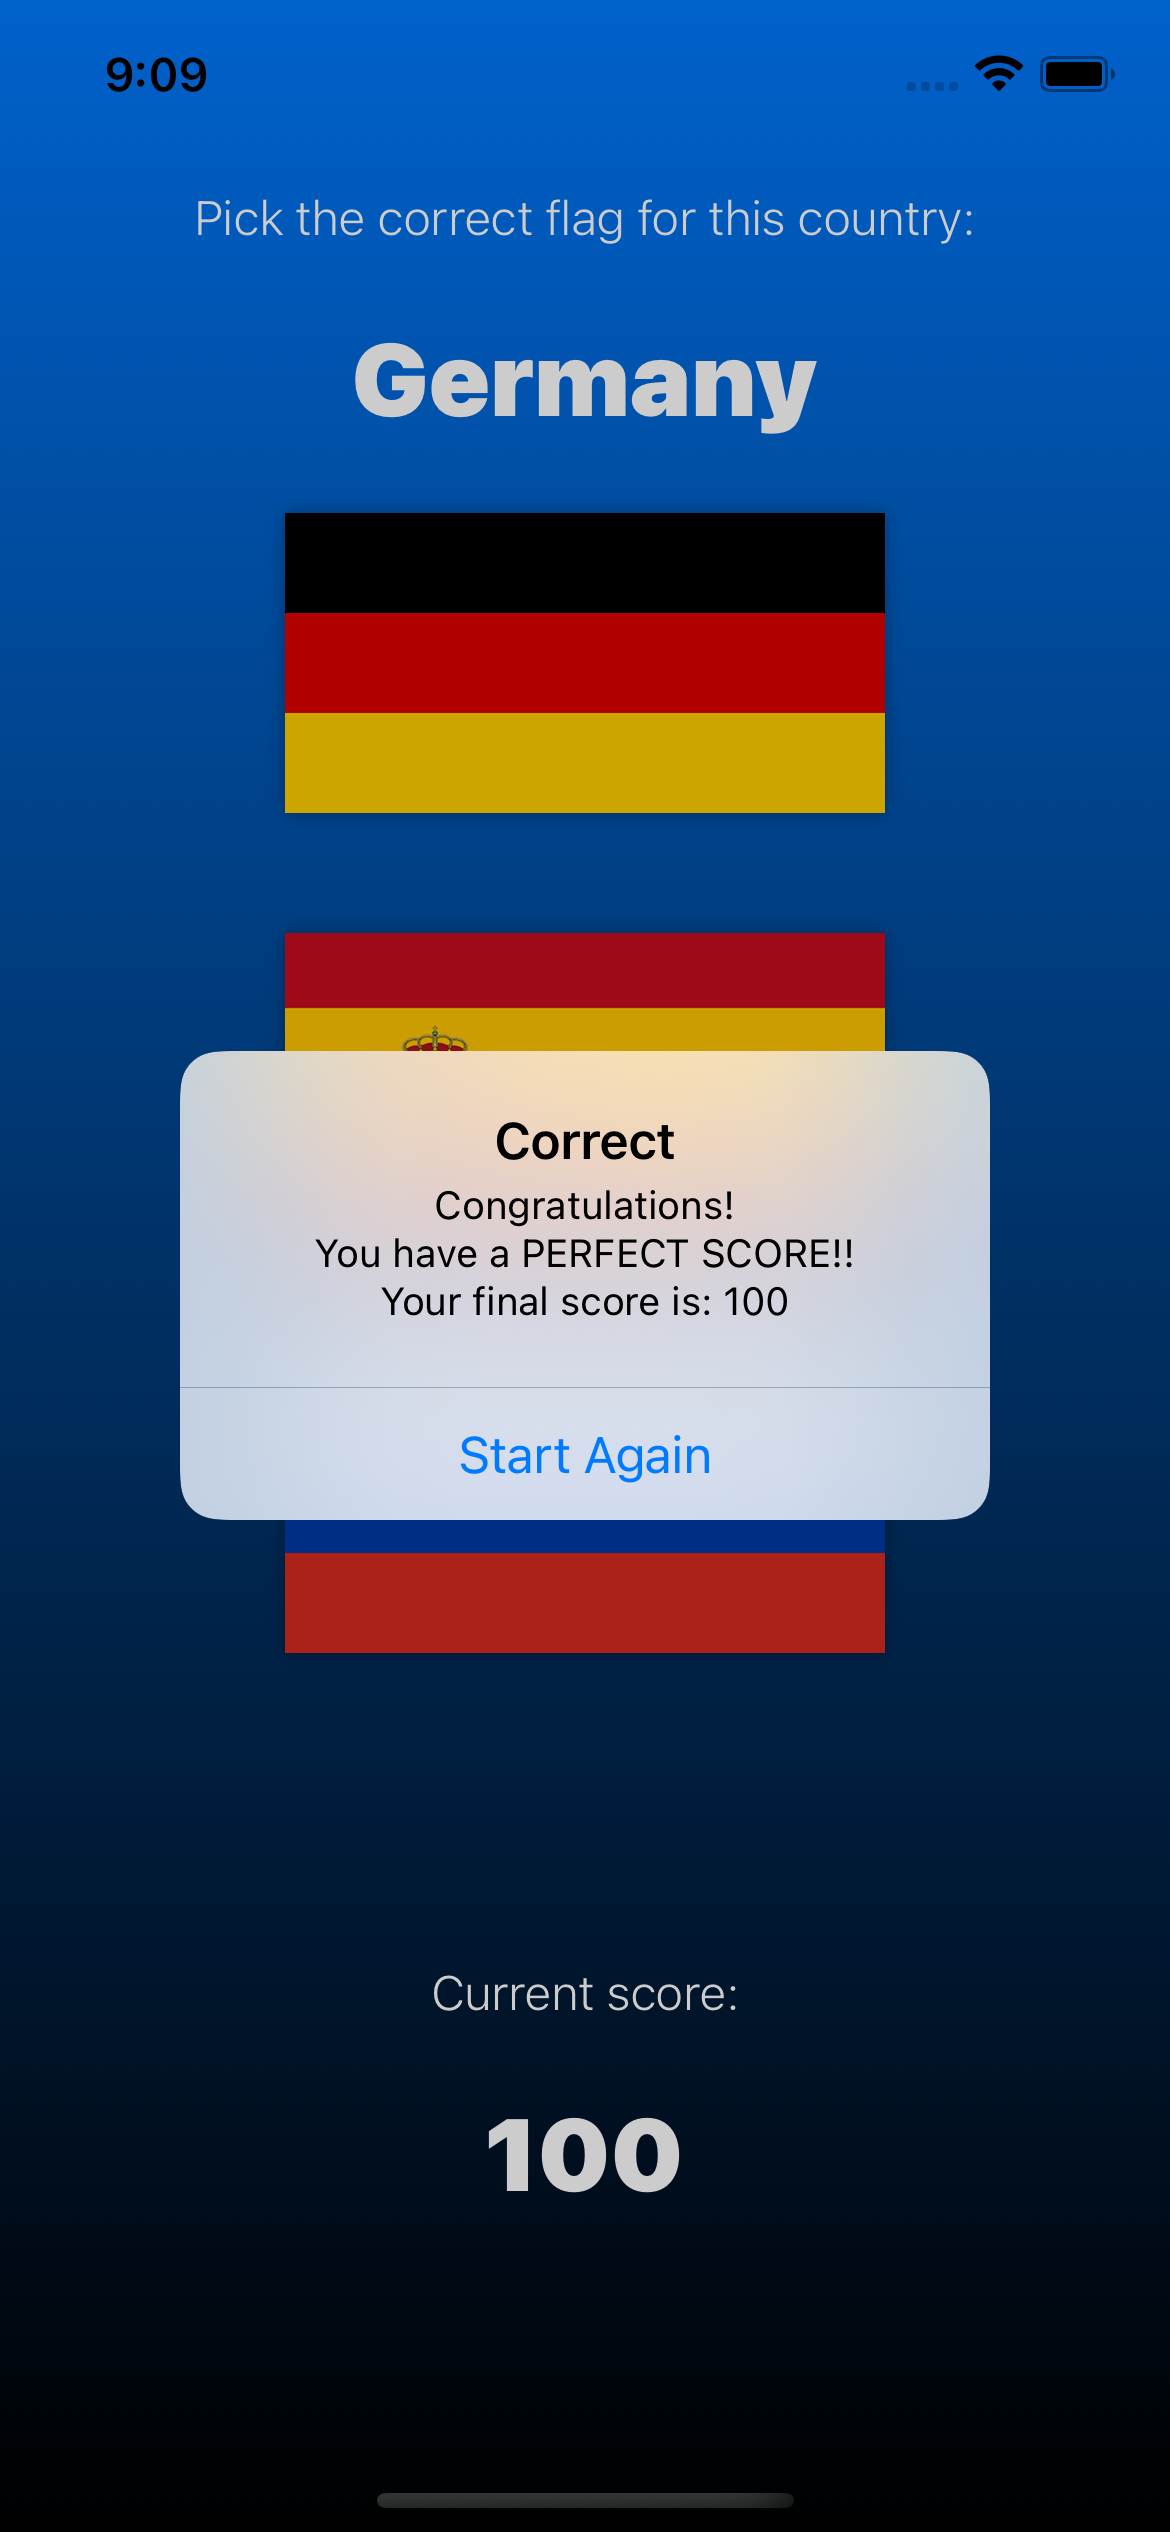 9:09
Pick the correct flag for this country:
Germany
Correct
Congratulations!
You have a PERFECT SCORE!!
Your final score is: 100
Start Again
Current score:
100